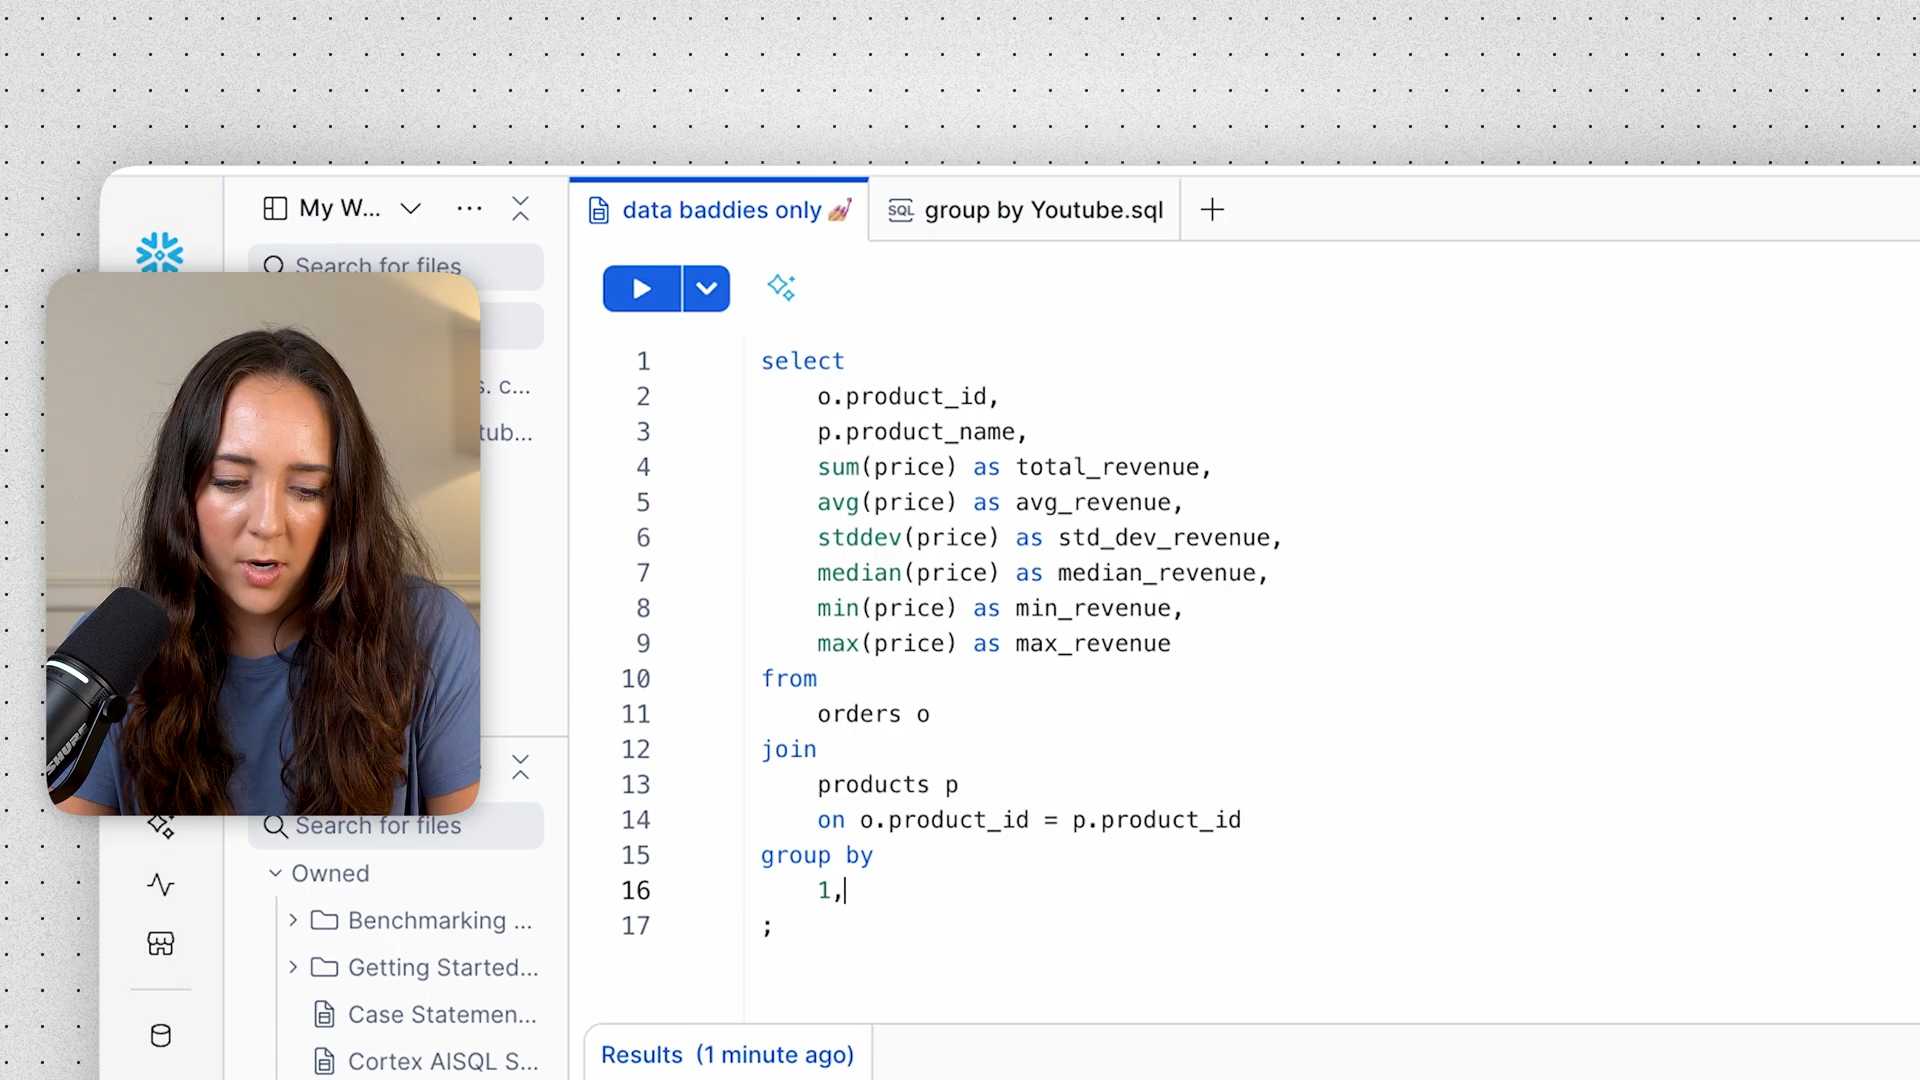 My W...
data baddies only 💅
SQL group by Youtube.sql
Search for files
s. c...
tub...
1 select
2 o.product_id,
3 p.product_name,
4 sum(price) as total_revenue,
5 avg(price) as avg_revenue,
6 stddev(price) as std_dev_revenue,
7 median(price) as median_revenue,
8 min(price) as min_revenue,
9 max(price) as max_revenue
10 from
11 orders o
12 join
13 products p
14 on o.product_id = p.product_id
15 group by
16 1,
17 ;
SHURE
Search for files
Owned
Benchmarking ...
Getting Started...
Case Statemen...
Cortex AISQL S...
Results (1 minute ago)